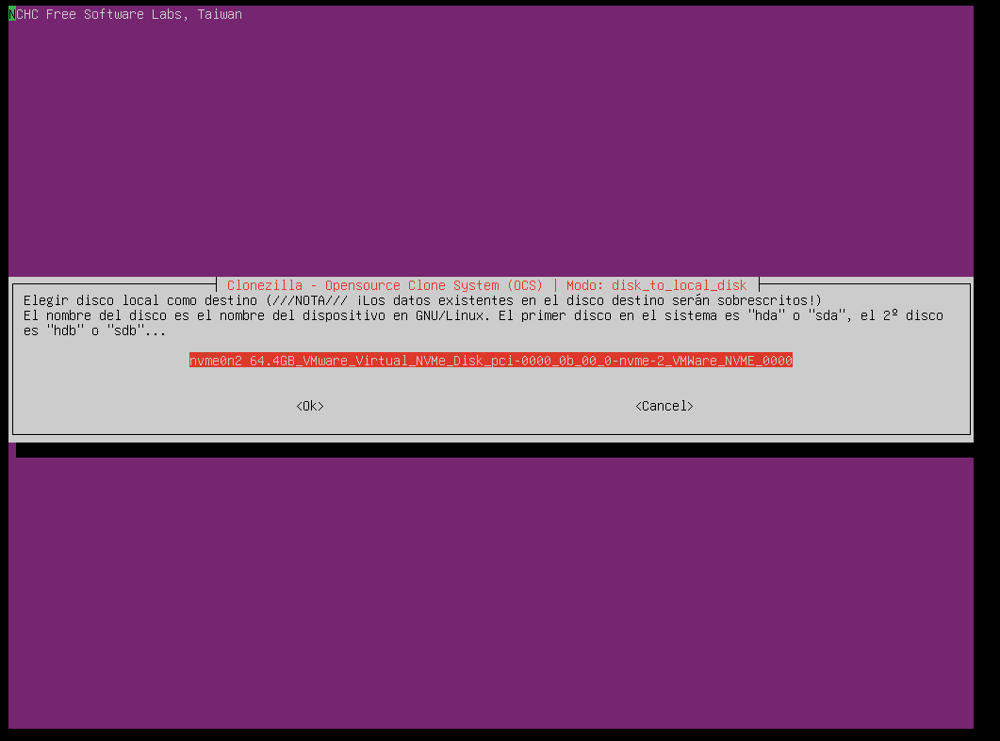 NCHC Free Software Labs, Taiwan
Clonezilla - Opensource Clone System (OCS) | Modo: disk_to_local_disk
Elegir disco local como destino (///NOTA/// ¡Los datos existentes en el disco destino serán sobrescritos!)
El nombre del disco es el nombre del dispositivo en GNU/Linux. El primer disco en el sistema es "hda" o "sda", el 2º disco
es "hdb" o "sdb"...
nvme0n2 64.4GB_VMware_Virtual_NVMe_Disk_pci-0000_0b_00_0-nvme-2_VMWare_NVME_0000
<Ok> <Cancel>